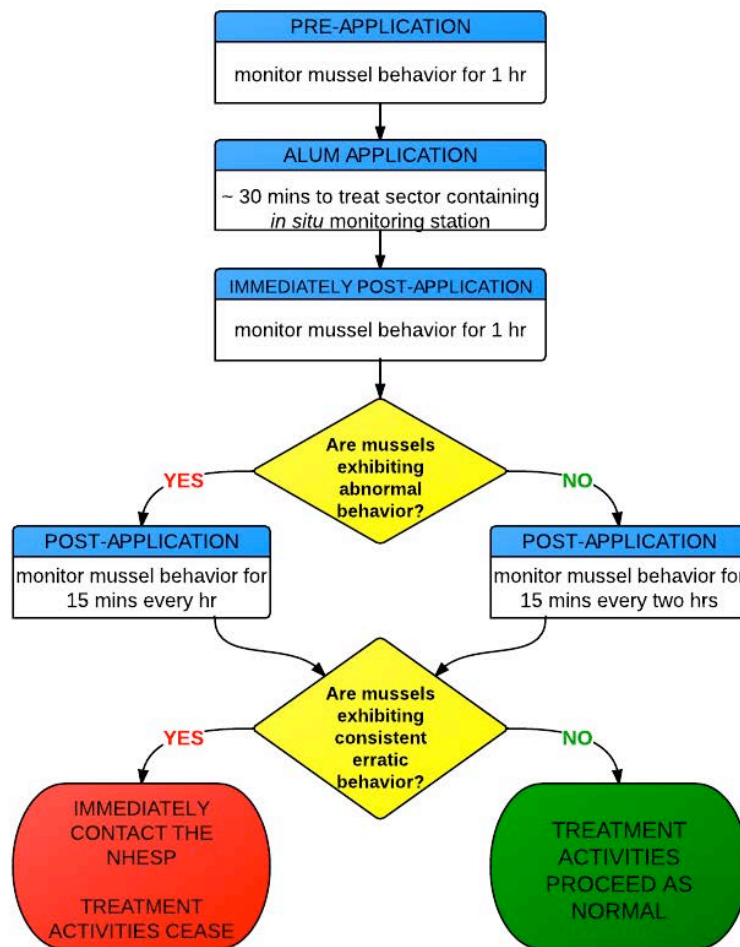 PRE-APPLICATION
monitor mussel behavior for 1 hr
ALUM APPLICATION
~ 30 mins to treat sector containing
in situ monitoring station
IMMEDIATELY POST-APPLICATION
monitor mussel behavior for 1 hr
Are mussels
exhibiting
abnormal
behavior?
YES
NO
POST-APPLICATION
monitor mussel behavior for
15 mins every hr
POST-APPLICATION
monitor mussel behavior for
15 mins every two hrs
Are mussels
exhibiting
consistent
erratic
behavior?
YES
NO
IMMEDIATELY
CONTACT THE
NHESP
TREATMENT
ACTIVITIES CEASE
TREATMENT
ACTIVITIES
PROCEED AS
NORMAL